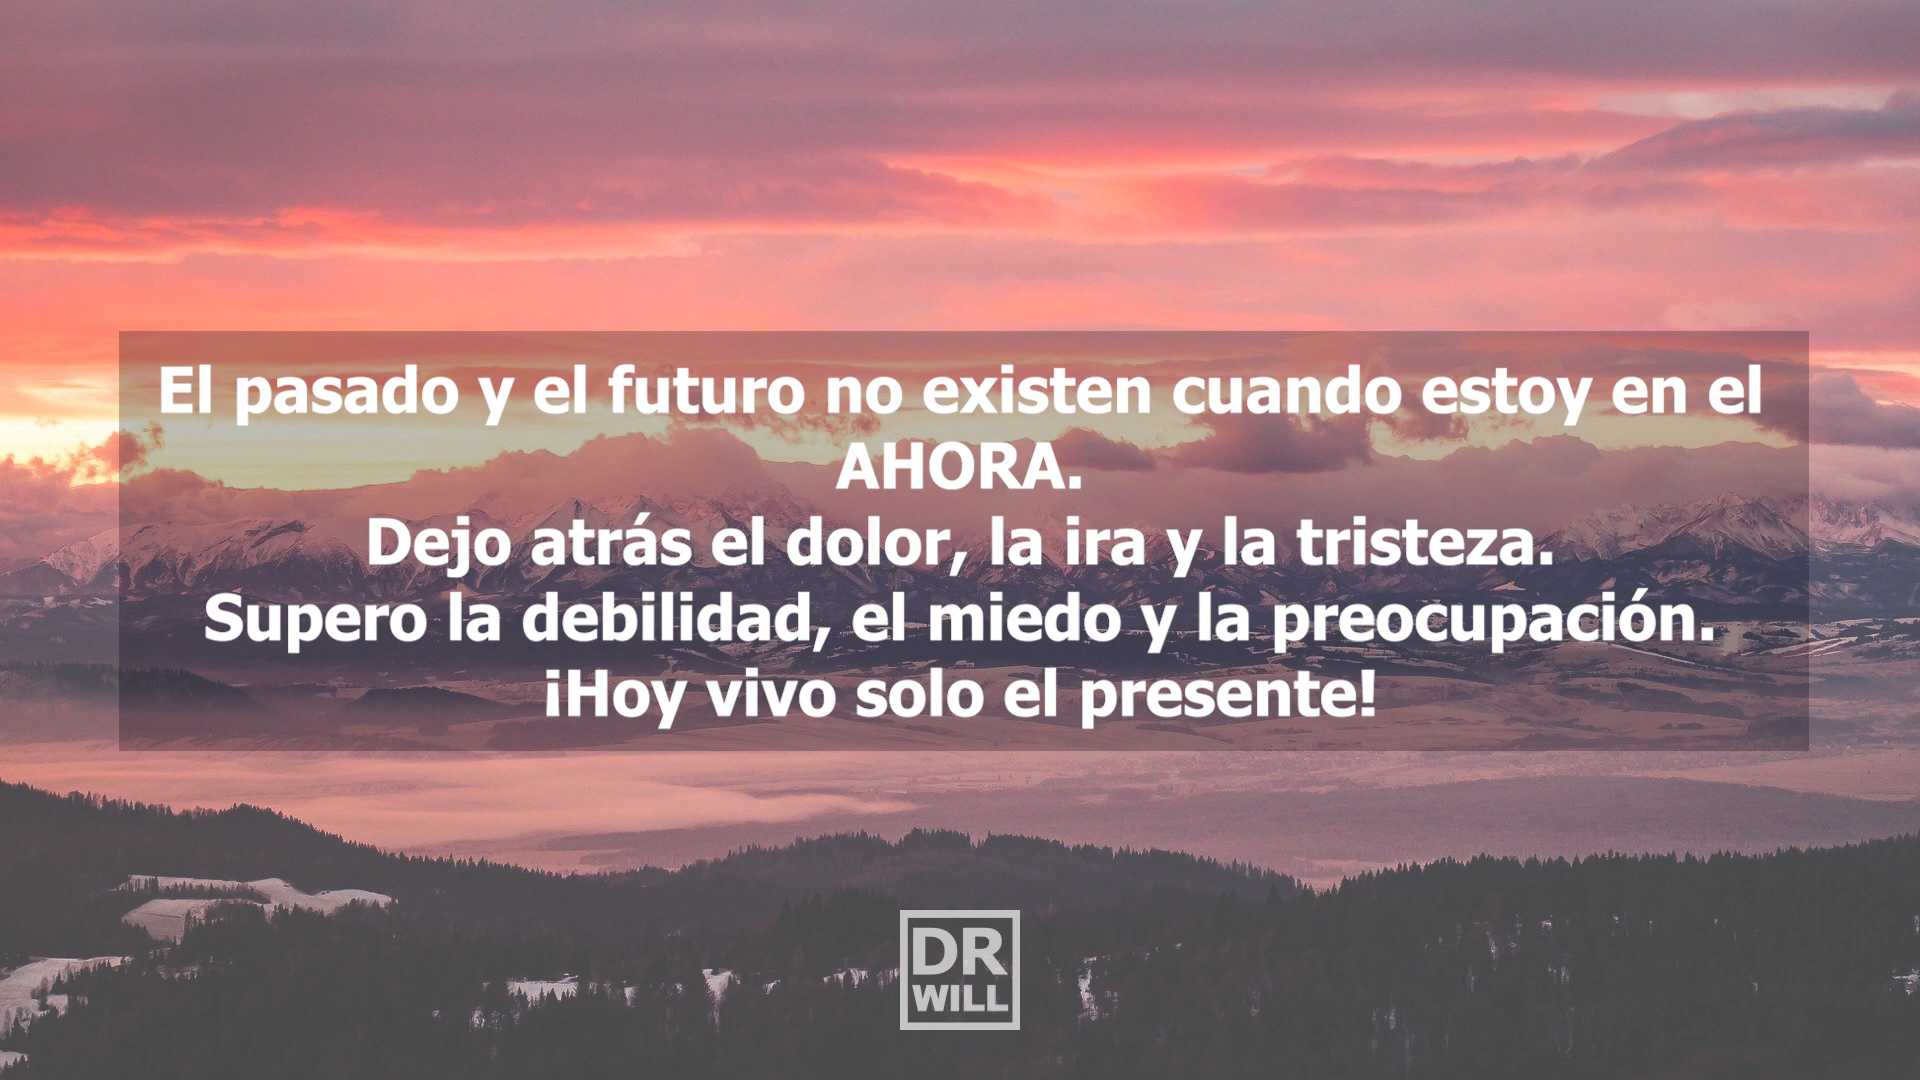 El pasado y el futuro no existen cuando estoy en el
AHORA.
Dejo atrás el dolor, la ira y la tristeza.
Supero la debilidad, el miedo y la preocupación.
¡Hoy vivo solo el presente!
DR
WILL